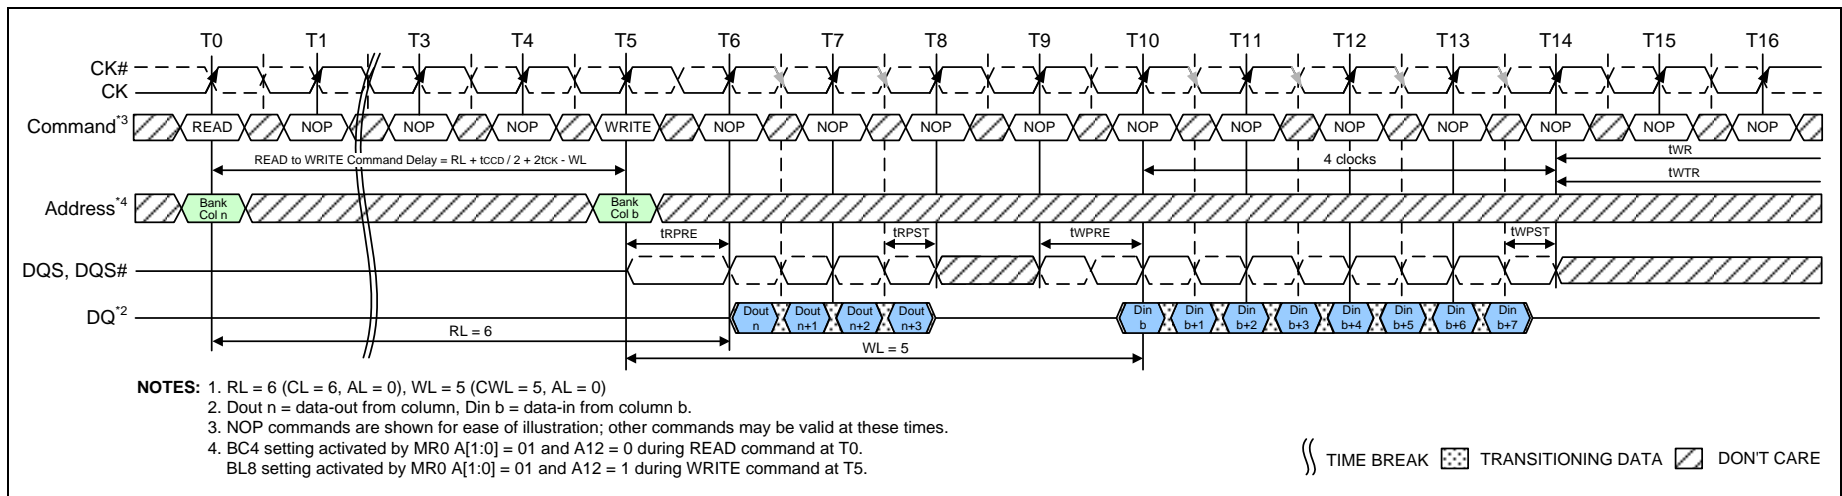 T0 T1 T3 T4 T5 T6 T7 T8 T9 T10 T11 T12 T13 T14 T15 T16
CK#
CK
Command*3 READ NOP NOP NOP WRITE NOP NOP NOP NOP NOP NOP NOP NOP NOP NOP NOP
READ to WRITE Command Delay = RL + tCCD / 2 + 2tCK - WL 4 clocks tWR
tWTR
Address*4 Bank Col n Bank Col b
tRPRE tRPST tWPRE tWPST
DQS, DQS#
DQ*2 Dout n Dout n+1 Dout n+2 Dout n+3 Din b Din b+1 Din b+2 Din b+3 Din b+4 Din b+5 Din b+6 Din b+7
RL = 6
WL = 5
NOTES: 1. RL = 6 (CL = 6, AL = 0), WL = 5 (CWL = 5, AL = 0)
2. Dout n = data-out from column, Din b = data-in from column b.
3. NOP commands are shown for ease of illustration; other commands may be valid at these times.
4. BC4 setting activated by MR0 A[1:0] = 01 and A12 = 0 during READ command at T0.
BL8 setting activated by MR0 A[1:0] = 01 and A12 = 1 during WRITE command at T5.
TIME BREAK TRANSITIONING DATA DON'T CARE